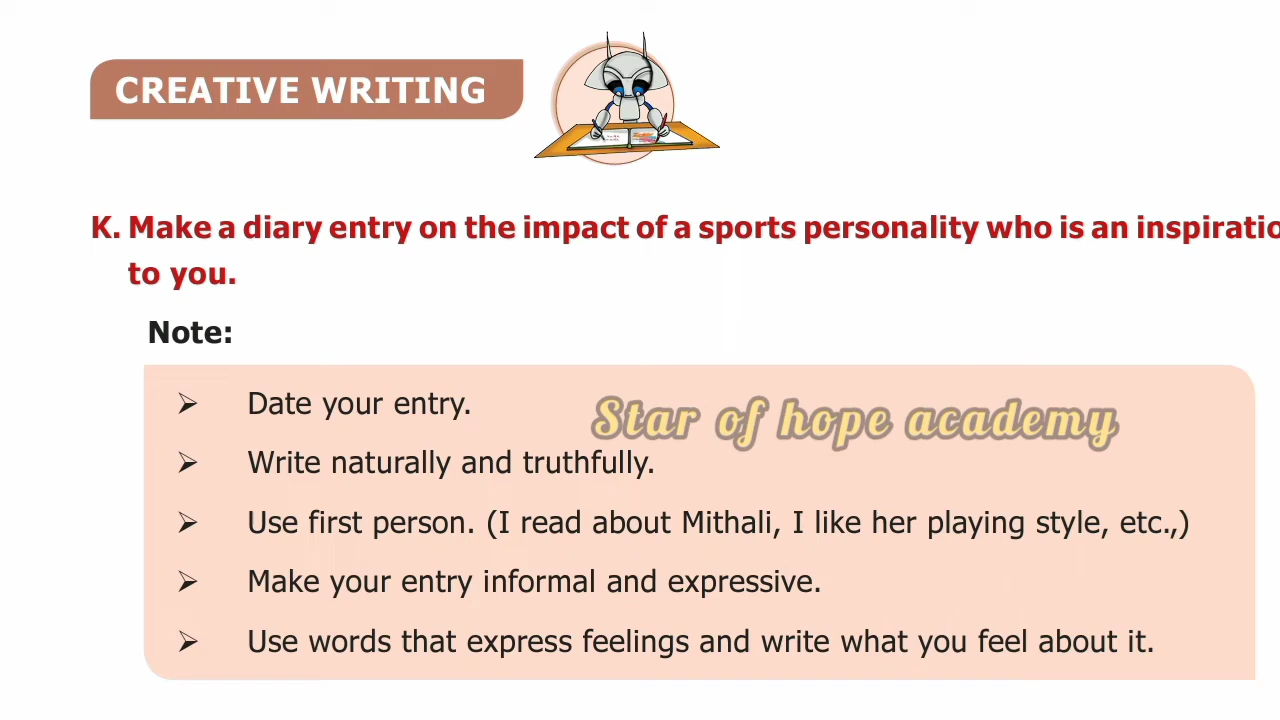 CREATIVE WRITING
K. Make a diary entry on the impact of a sports personality who is an inspiratio
to you.
Note:
➢ Date your entry.
Star of hope academy
➢ Write naturally and truthfully.
➢ Use first person. (I read about Mithali, I like her playing style, etc.,)
➢ Make your entry informal and expressive.
➢ Use words that express feelings and write what you feel about it.